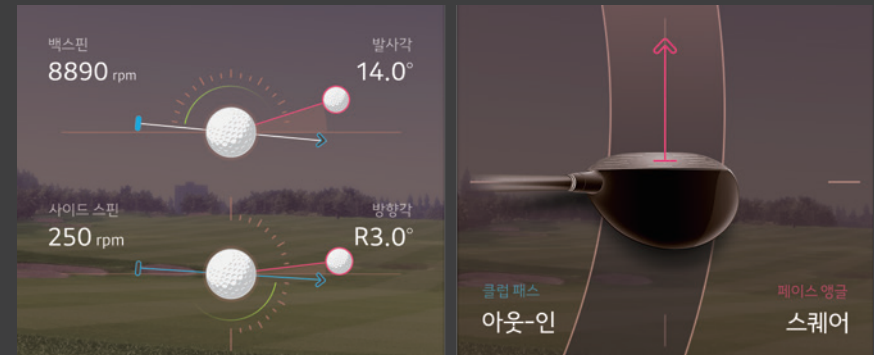 백스핀 발사각
8890 rpm 14.0°
사이드 스핀 방향각
250 rpm R3.0°
클럽 패스 페이스 앵글
아웃-인 스퀘어